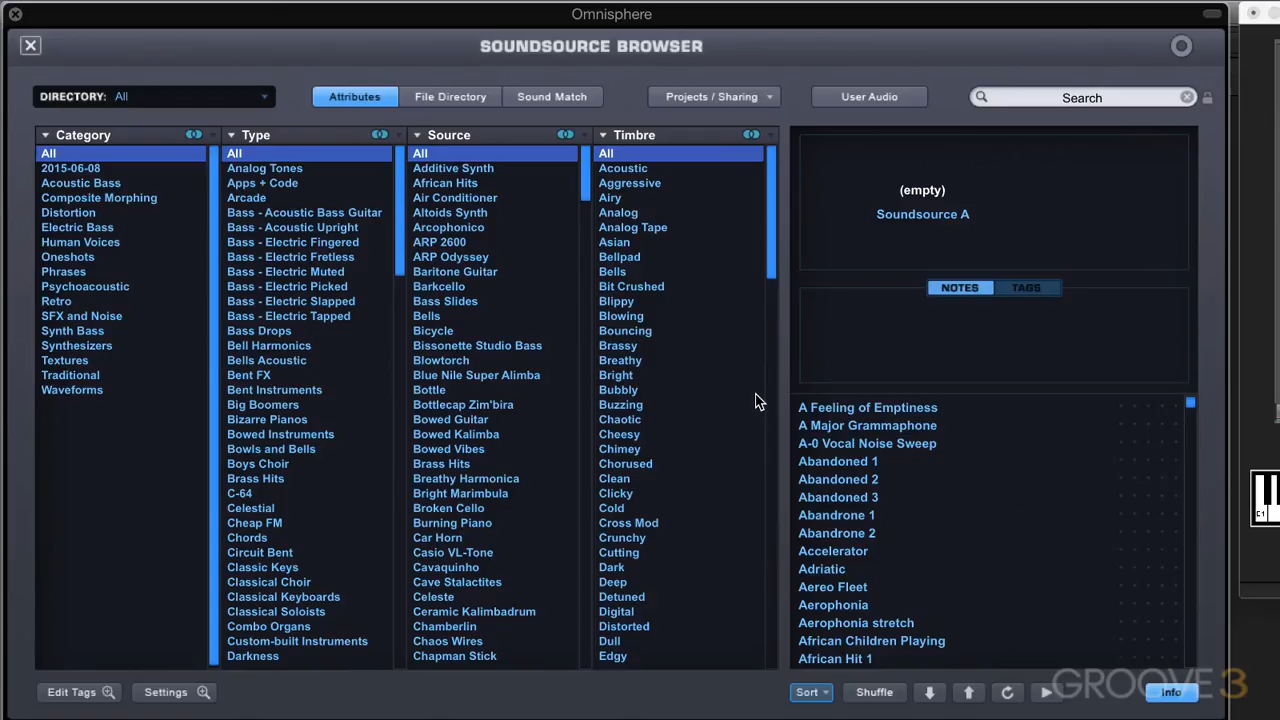 Omnisphere
SOUNDSOURCE BROWSER
DIRECTORY: All
Attributes
File Directory
Sound Match
Projects / Sharing
User Audio
Search
Category
All
2015-06-08
Acoustic Bass
Composite Morphing
Distortion
Electric Bass
Human Voices
Oneshots
Phrases
Psychoacoustic
Retro
SFX and Noise
Synth Bass
Synthesizers
Textures
Traditional
Waveforms
Type
All
Analog Tones
Apps + Code
Arcade
Bass - Acoustic Bass Guitar
Bass - Acoustic Upright
Bass - Electric Fingered
Bass - Electric Fretless
Bass - Electric Muted
Bass - Electric Picked
Bass - Electric Slapped
Bass - Electric Tapped
Bass Drops
Bell Harmonics
Bells Acoustic
Bent FX
Bent Instruments
Big Boomers
Bizarre Pianos
Bowed Instruments
Bowls and Bells
Boys Choir
Brass Hits
C-64
Celestial
Cheap FM
Chords
Circuit Bent
Classic Keys
Classical Choir
Classical Keyboards
Classical Soloists
Combo Organs
Custom-built Instruments
Darkness
Source
All
Additive Synth
African Hits
Air Conditioner
Altoids Synth
Arcophonico
ARP 2600
ARP Odyssey
Baritone Guitar
Barkcello
Bass Slides
Bells
Bicycle
Bissonette Studio Bass
Blowtorch
Blue Nile Super Alimba
Bottle
Bottlecap Zim'bira
Bowed Guitar
Bowed Kalimba
Bowed Vibes
Brass Hits
Breathy Harmonica
Bright Marimbula
Broken Cello
Burning Piano
Car Horn
Casio VL-Tone
Cavaquinho
Cave Stalactites
Celeste
Ceramic Kalimbadrum
Chamberlin
Chaos Wires
Chapman Stick
Timbre
All
Acoustic
Aggressive
Airy
Analog
Analog Tape
Asian
Bellpad
Bells
Bit Crushed
Blippy
Blowing
Bouncing
Brassy
Breathy
Bright
Bubbly
Buzzing
Chaotic
Cheesy
Chimey
Chorused
Clean
Clicky
Cold
Cross Mod
Crunchy
Cutting
Dark
Deep
Detuned
Digital
Distorted
Dull
Edgy
(empty)
Soundsource A
NOTES
TAGS
A Feeling of Emptiness
A Major Grammaphone
A-0 Vocal Noise Sweep
Abandoned 1
Abandoned 2
Abandoned 3
Abandrone 1
Abandrone 2
Accelerator
Adriatic
Aereo Fleet
Aerophonia
Aerophonia stretch
African Children Playing
African Hit 1
Edit Tags
Settings
Sort
Shuffle
Info
GROOVE3
C1